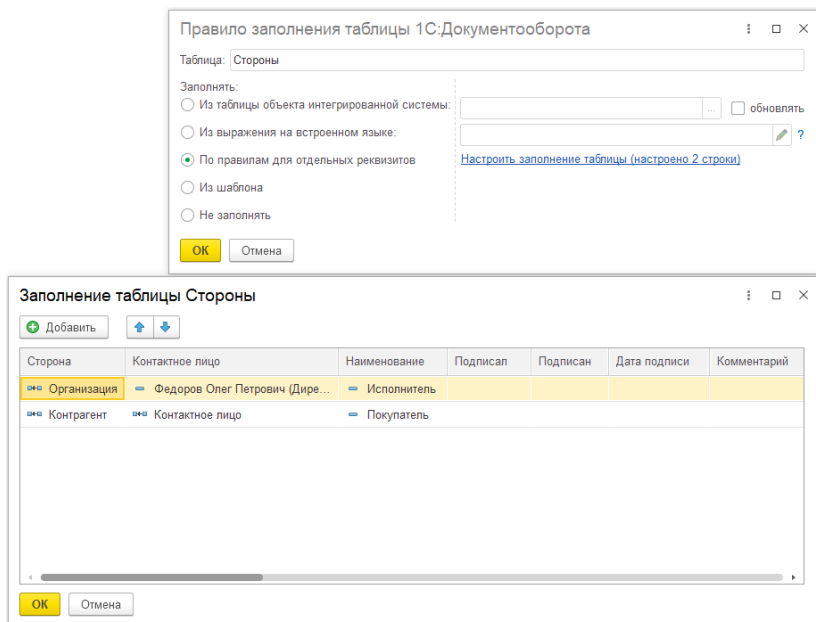 Правило заполнения таблицы 1С:Документооборота
Таблица: Стороны
Заполнять:
Из таблицы объекта интегрированной системы: ... обновлять
Из выражения на встроенном языке: ?
По правилам для отдельных реквизитов Настроить заполнение таблицы (настроено 2 строки)
Из шаблона
Не заполнять
ОК Отмена
Заполнение таблицы Стороны
Добавить
Сторона Контактное лицо Наименование Подписал Подписан Дата подписи Комментарий
Организация Федоров Олег Петрович (Дире... Исполнитель
Контрагент Контактное лицо Покупатель
ОК Отмена